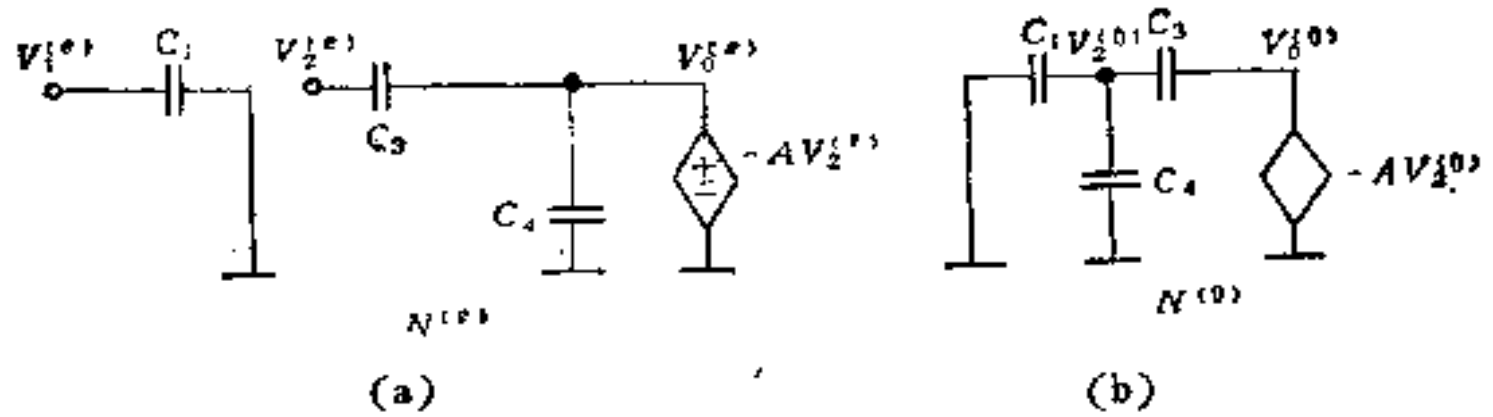 V₁⁽ᵉ⁾ C₁ V₂⁽ᵉ⁾ V₀⁽ᵉ⁾
C₃
C₄ -AV₂⁽ᵉ⁾
N⁽ᵉ⁾
(a)
C₁ V₂⁽⁰⁾ C₃ V₀⁽⁰⁾
C₄ -AV₂⁽⁰⁾
N⁽⁰⁾
(b)